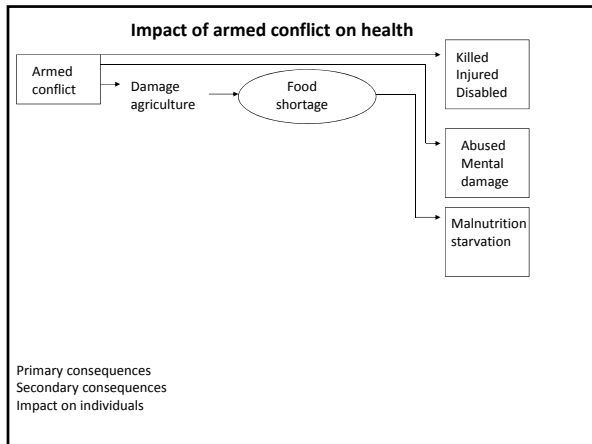 Impact of armed conflict on health
Armed
conflict
Damage
agriculture
Food
shortage
Killed
Injured
Disabled
Abused
Mental
damage
Malnutrition
starvation
Primary consequences
Secondary consequences
Impact on individuals